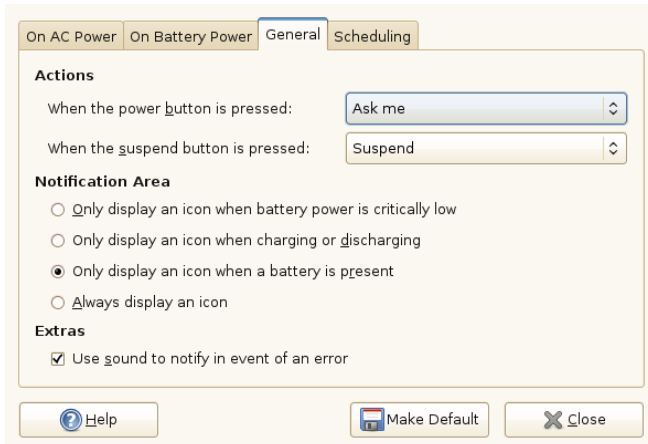 On AC Power On Battery Power General Scheduling
Actions
When the power button is pressed: Ask me
When the suspend button is pressed: Suspend
Notification Area
Only display an icon when battery power is critically low
Only display an icon when charging or discharging
Only display an icon when a battery is present
Always display an icon
Extras
Use sound to notify in event of an error
Help Make Default Close